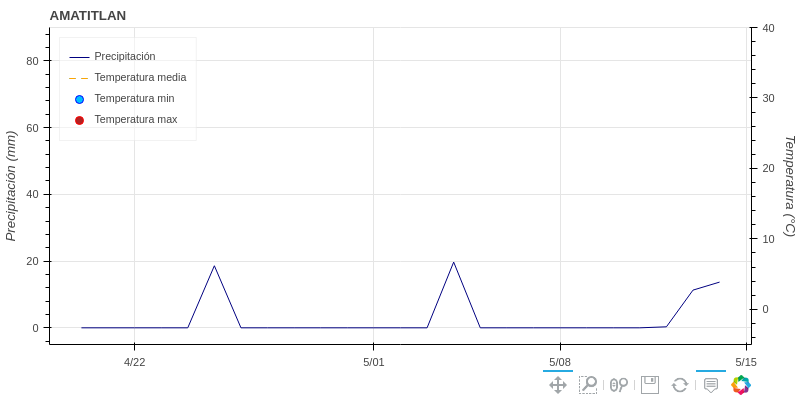 AMATITLAN
Precipitación
Temperatura media
Temperatura min
Temperatura max
Precipitación (mm)
80
60
40
20
0
40
30
20
10
0
Temperatura (°C)
4/22
5/01
5/08
5/15